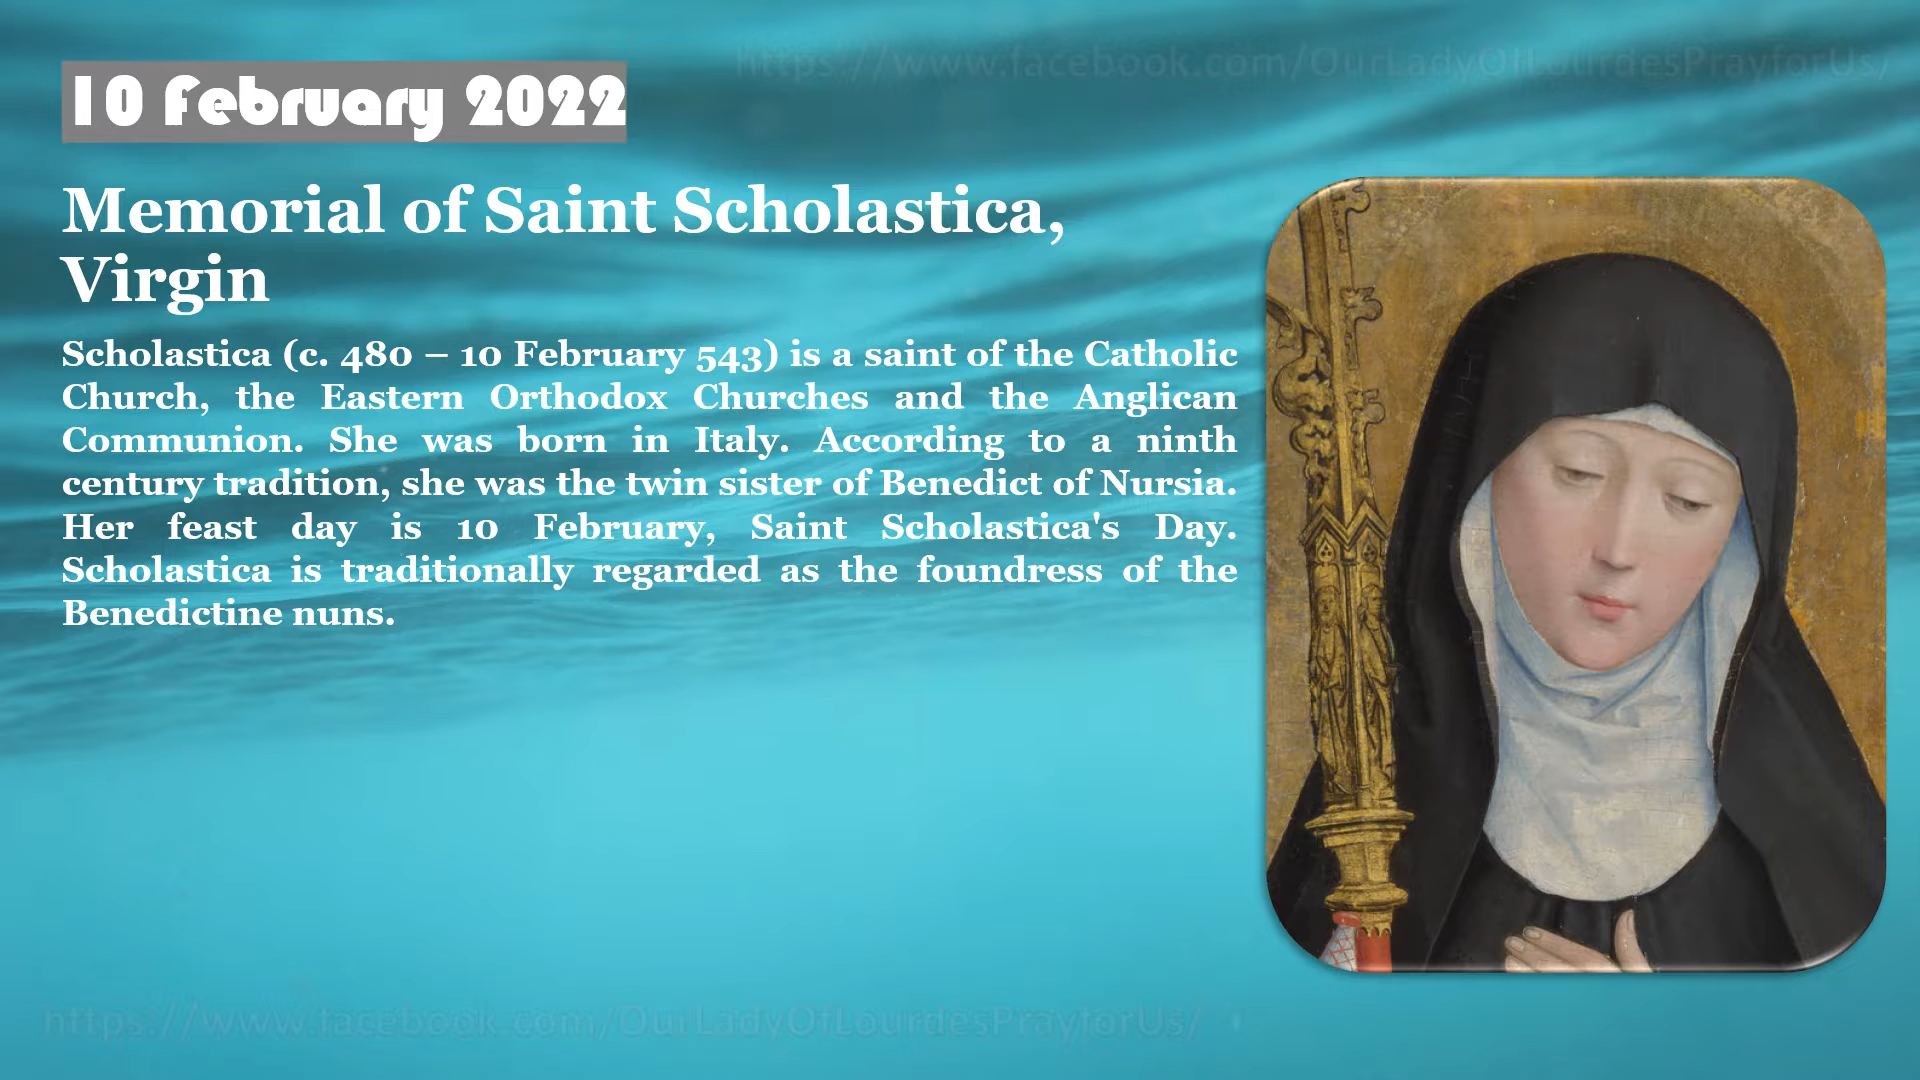 https://www.facebook.com/OurLadyOfLourdesPrayforUs/
10 February 2022
Memorial of Saint Scholastica,
Virgin
Scholastica (c. 480 – 10 February 543) is a saint of the Catholic
Church, the Eastern Orthodox Churches and the Anglican
Communion. She was born in Italy. According to a ninth
century tradition, she was the twin sister of Benedict of Nursia.
Her feast day is 10 February, Saint Scholastica's Day.
Scholastica is traditionally regarded as the foundress of the
Benedictine nuns.
https://www.facebook.com/OurLadyOfLourdesPrayforUs/